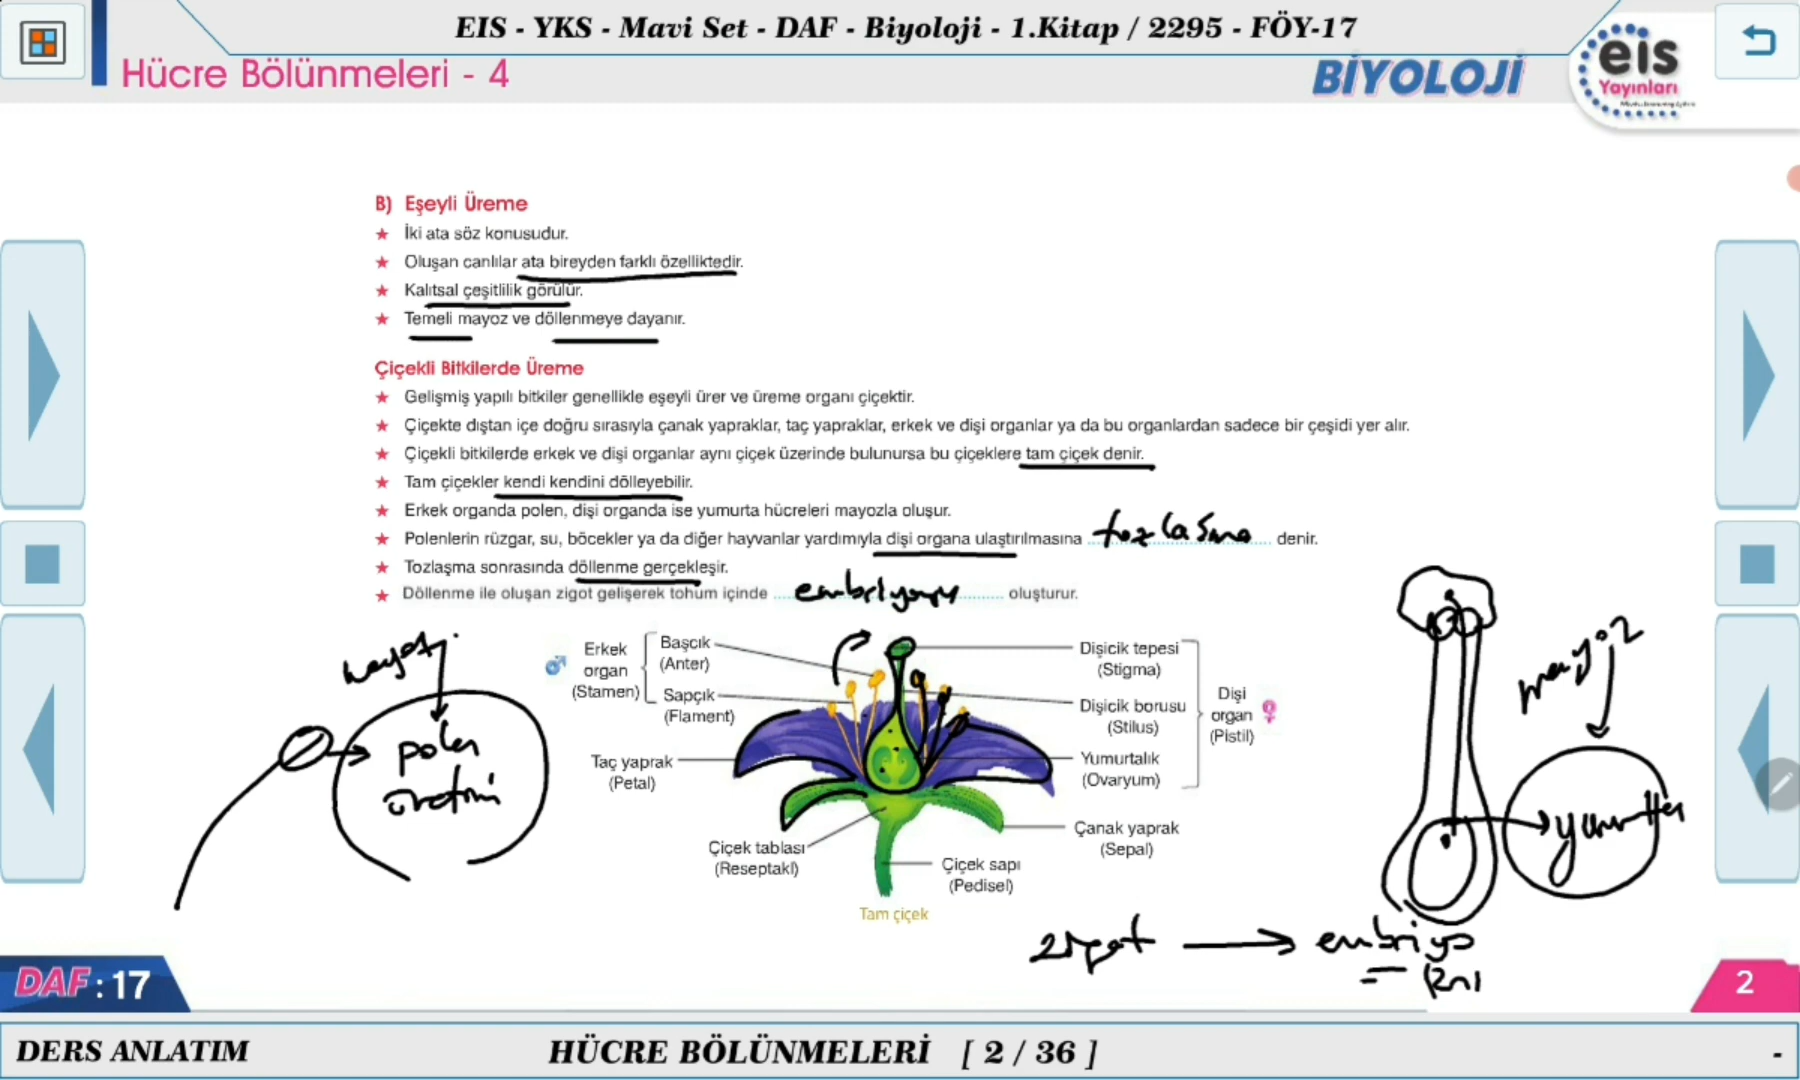 EIS - YKS - Mavi Set - DAF - Biyoloji - 1.Kitap / 2295 - FÖY-17
Hücre Bölünmeleri - 4
BİYOLOJİ
eis
Yayınları
B) Eşeyli Üreme
★ İki ata söz konusudur.
★ Oluşan canlılar ata bireyden farklı özelliktedir.
★ Kalıtsal çeşitlilik görülür.
★ Temeli mayoz ve döllenmeye dayanır.
Çiçekli Bitkilerde Üreme
★ Gelişmiş yapılı bitkiler genellikle eşeyli ürer ve üreme organı çiçektir.
★ Çiçekte dıştan içe doğru sırasıyla çanak yapraklar, taç yapraklar, erkek ve dişi organlar ya da bu organlardan sadece bir çeşidi yer alır.
★ Çiçekli bitkilerde erkek ve dişi organlar aynı çiçek üzerinde bulunursa bu çiçeklere tam çiçek denir.
★ Tam çiçekler kendi kendini dölleyebilir.
★ Erkek organda polen, dişi organda ise yumurta hücreleri mayozla oluşur.
★ Polenlerin rüzgar, su, böcekler ya da diğer hayvanlar yardımıyla dişi organa ulaştırılmasına tozlaşma denir.
★ Tozlaşma sonrasında döllenme gerçekleşir.
★ Döllenme ile oluşan zigot gelişerek tohum içinde embriyoyu oluşturur.
Erkek organ (Stamen)
Başcık (Anter)
Sapçık (Flament)
Taç yaprak (Petal)
Çiçek tablası (Reseptakl)
Dişicik tepesi (Stigma)
Dişicik borusu (Stilus)
Yumurtalık (Ovaryum)
Dişi organ (Pistil)
Çanak yaprak (Sepal)
Çiçek sapı (Pedisel)
Tam çiçek
polen
üretimi
mayoz
yumurta
zigot → embriyo
DAF : 17
2
DERS ANLATIM
HÜCRE BÖLÜNMELERİ [ 2 / 36 ]
-